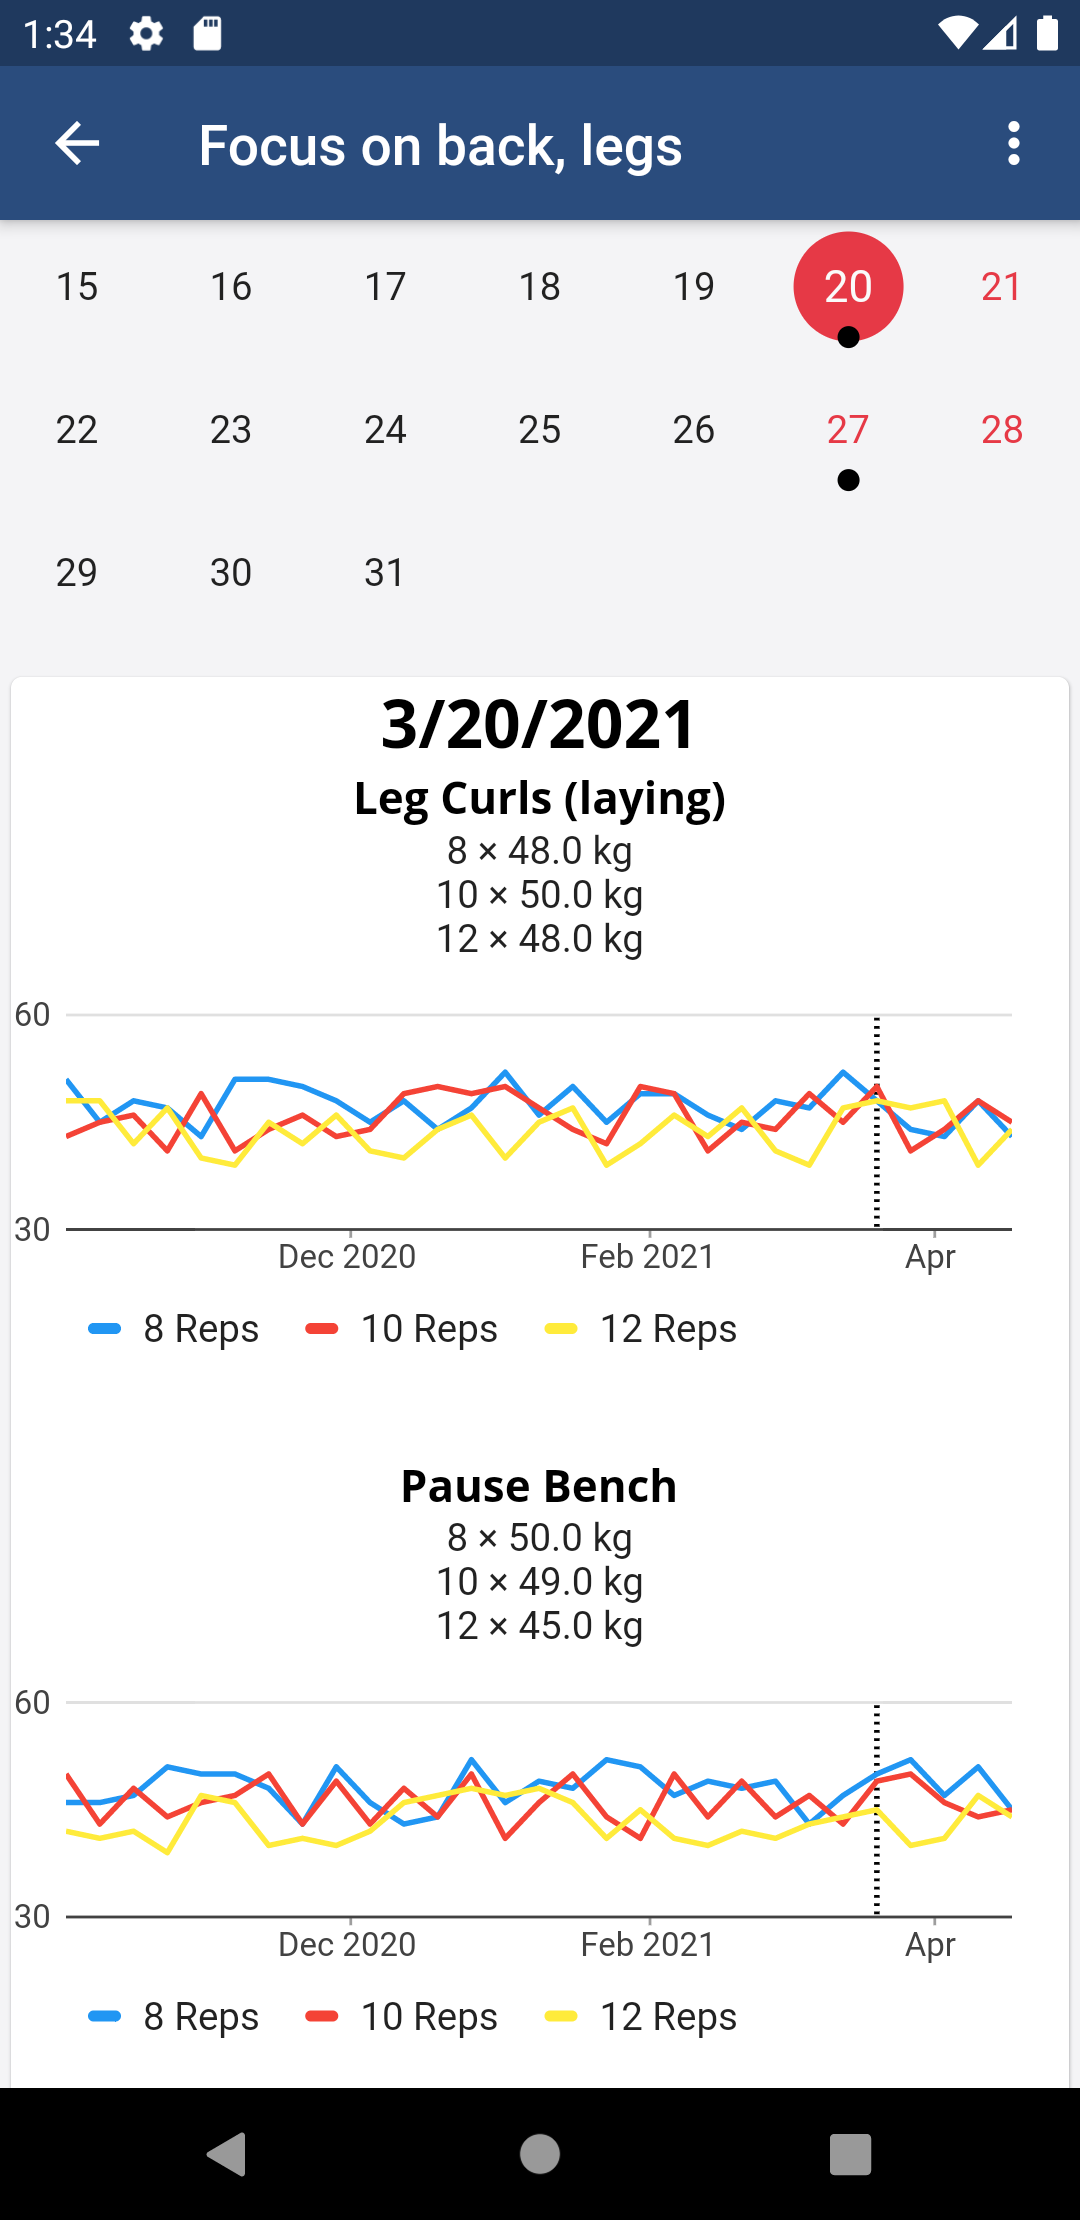 1:34
Focus on back, legs
15 16 17 18 19 20 21
22 23 24 25 26 27 28
29 30 31
3/20/2021
Leg Curls (laying)
8 × 48.0 kg
10 × 50.0 kg
12 × 48.0 kg
60
30
Dec 2020 Feb 2021 Apr
8 Reps 10 Reps 12 Reps
Pause Bench
8 × 50.0 kg
10 × 49.0 kg
12 × 45.0 kg
60
30
Dec 2020 Feb 2021 Apr
8 Reps 10 Reps 12 Reps